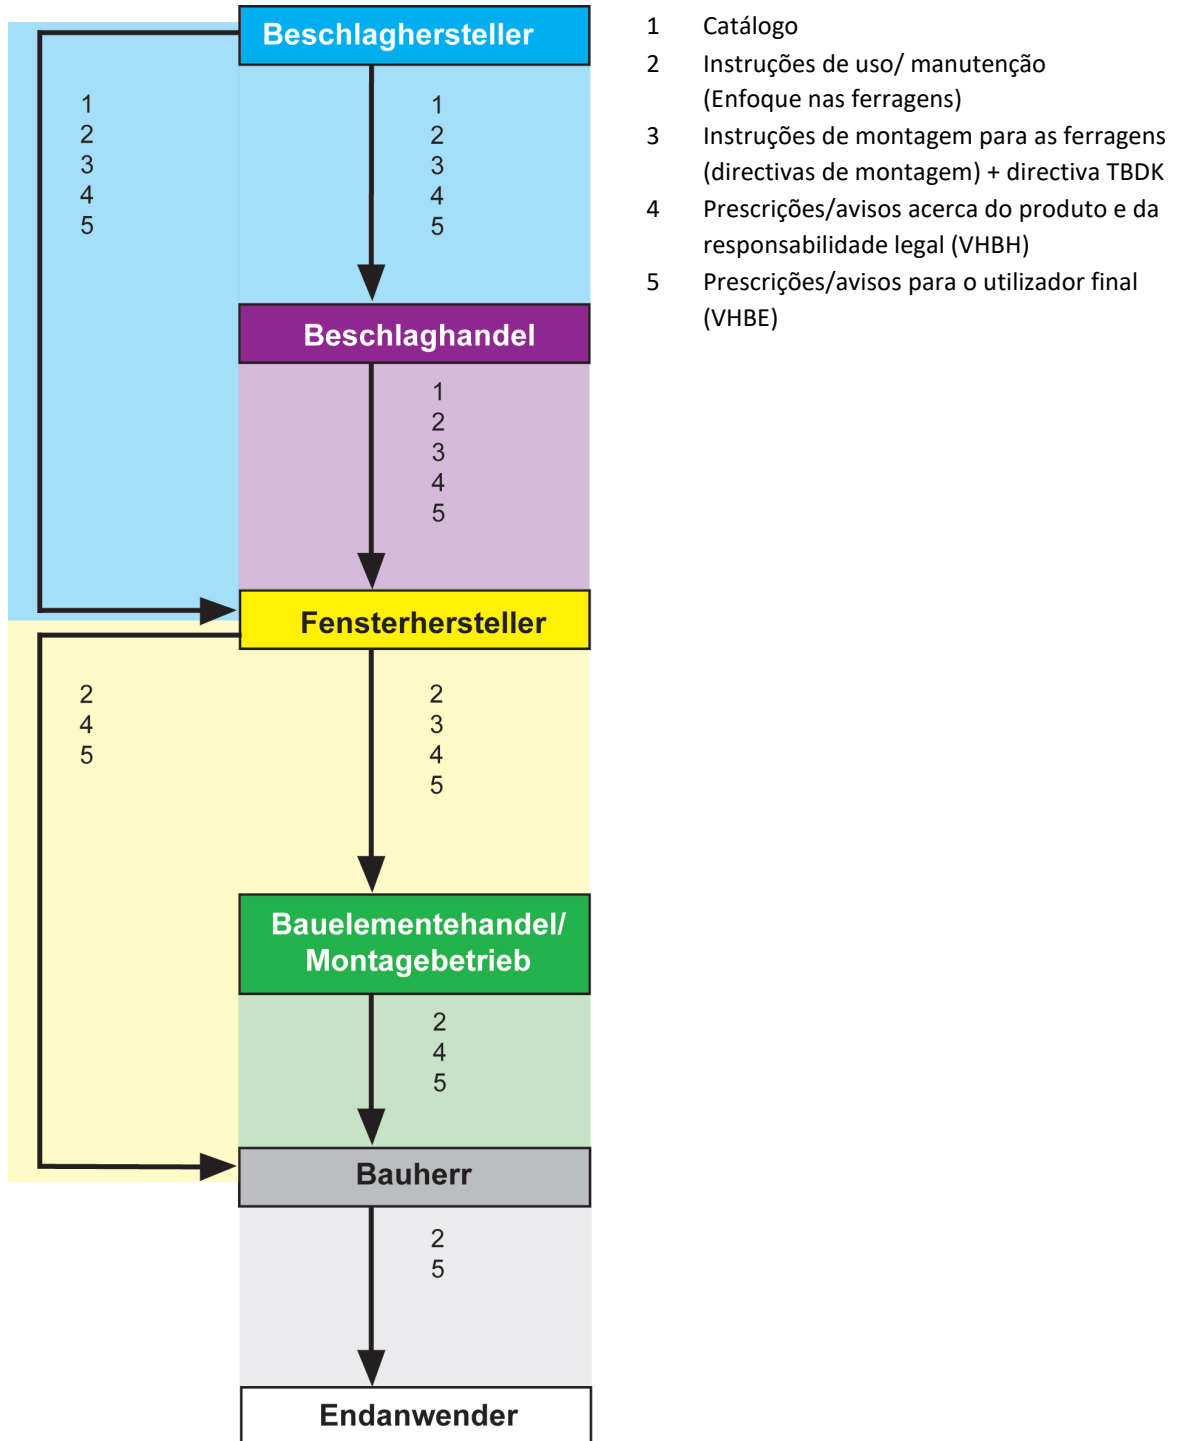 Beschlaghersteller
1
2
3
4
5
1
2
3
4
5
Beschlaghandel
1
2
3
4
5
Fensterhersteller
2
4
5
2
3
4
5
Bauelementehandel/
Montagebetrieb
2
4
5
Bauherr
2
5
Endanwender
1 Catálogo
2 Instruções de uso/ manutenção
(Enfoque nas ferragens)
3 Instruções de montagem para as ferragens
(directivas de montagem) + directiva TBDK
4 Prescrições/avisos acerca do produto e da
responsabilidade legal (VHBH)
5 Prescrições/avisos para o utilizador final
(VHBE)